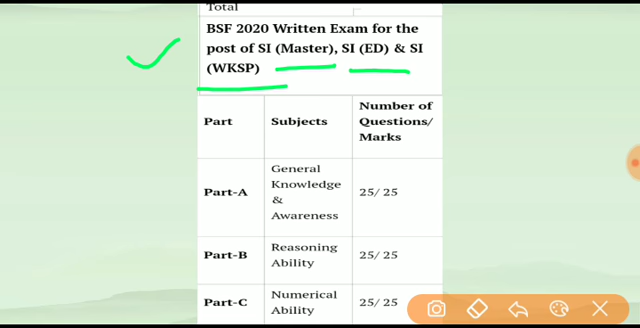 Total
BSF 2020 Written Exam for the
post of SI (Master), SI (ED) & SI
(WKSP)
Part Subjects Number of
Questions/
Marks
Part-A General
Knowledge
&
Awareness 25/ 25
Part-B Reasoning
Ability 25/ 25
Part-C Numerical
Ability 25/ 25